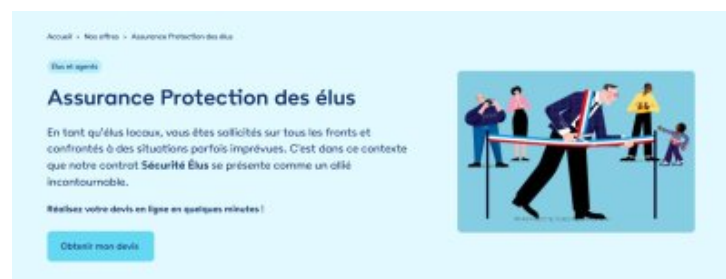 Accueil • Nos offres • Assurance Protection des élus
Élus et agents
Assurance Protection des élus
En tant qu'élus locaux, vous êtes sollicités sur tous les fronts et
confrontés à des situations parfois imprévues. C'est dans ce contexte
que notre contrat Sécurité Élus se présente comme un allié
incontournable.
Réalisez votre devis en ligne en quelques minutes !
Obtenir mon devis